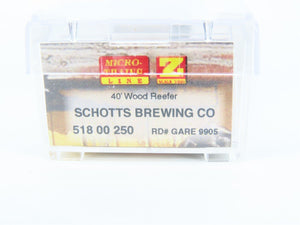 MICRO-
TRAINS
LINE
Z
40' Wood Reefer
SCHOTTS BREWING CO
518 00 250 RD# GARE 9905